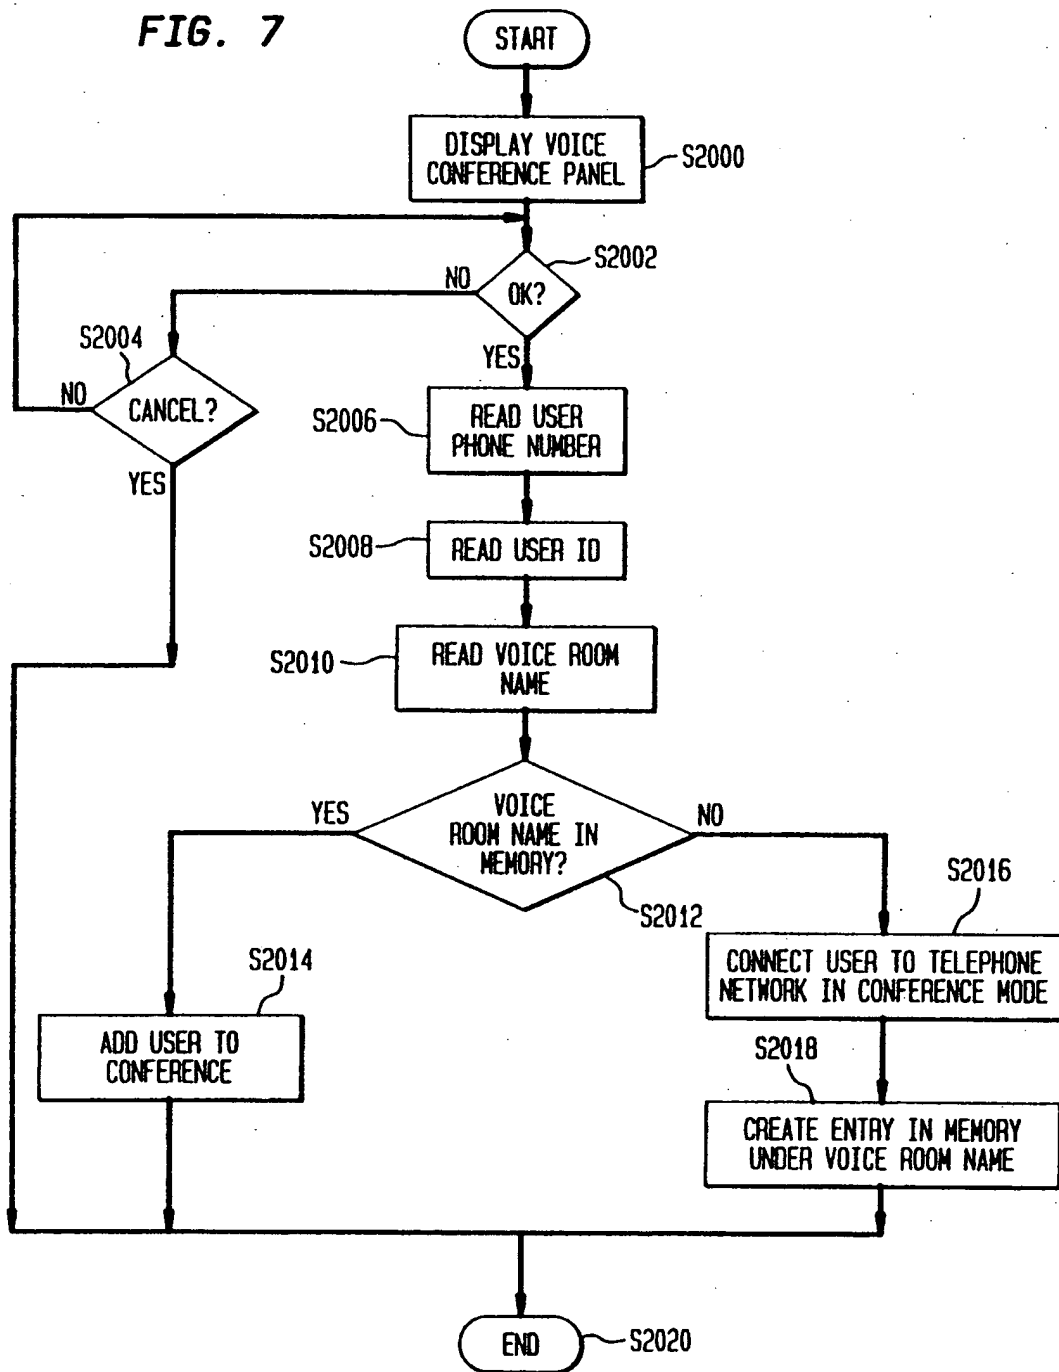 FIG. 7
START
DISPLAY VOICE
CONFERENCE PANEL
S2000
S2002
NO
OK?
S2004
YES
NO
CANCEL?
S2006
READ USER
PHONE NUMBER
YES
S2008
READ USER ID
S2010
READ VOICE ROOM
NAME
YES
VOICE
ROOM NAME IN
MEMORY?
NO
S2012
S2016
CONNECT USER TO TELEPHONE
NETWORK IN CONFERENCE MODE
S2014
ADD USER TO
CONFERENCE
S2018
CREATE ENTRY IN MEMORY
UNDER VOICE ROOM NAME
END
S2020